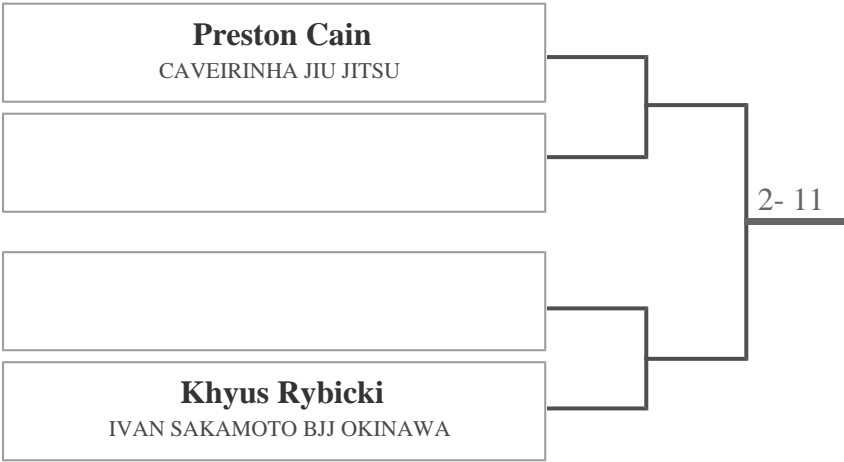 Preston Cain
CAVEIRINHA JIU JITSU
2- 11
Khyus Rybicki
IVAN SAKAMOTO BJJ OKINAWA